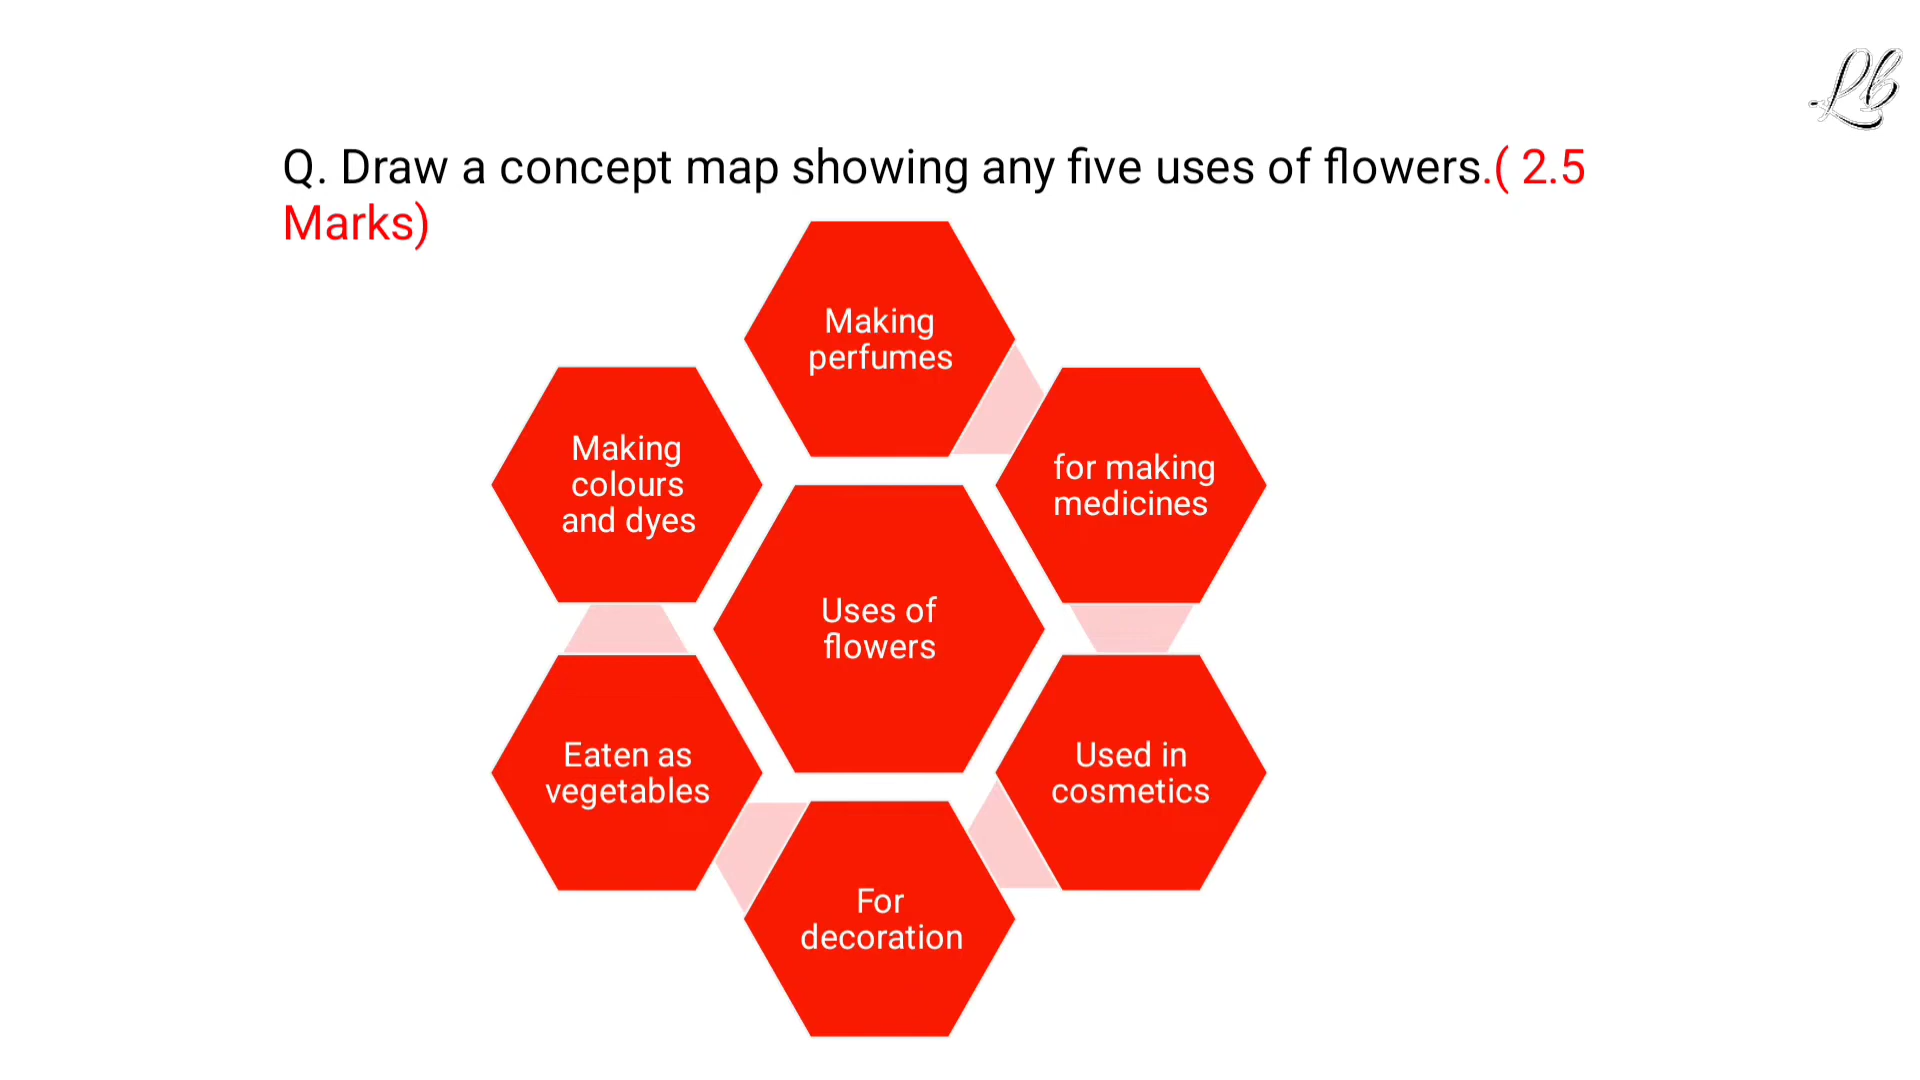 Lb
Q. Draw a concept map showing any five uses of flowers.( 2.5
Marks)
Making
perfumes
for making
medicines
Used in
cosmetics
For
decoration
Eaten as
vegetables
Making
colours
and dyes
Uses of
flowers